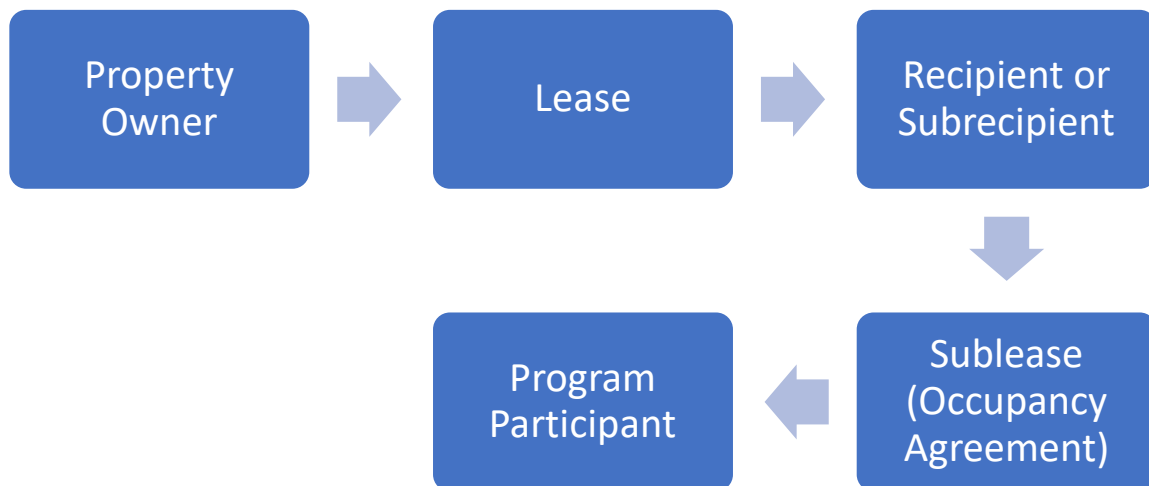 Property
Owner
Lease
Recipient or
Subrecipient
Sublease
(Occupancy
Agreement)
Program
Participant